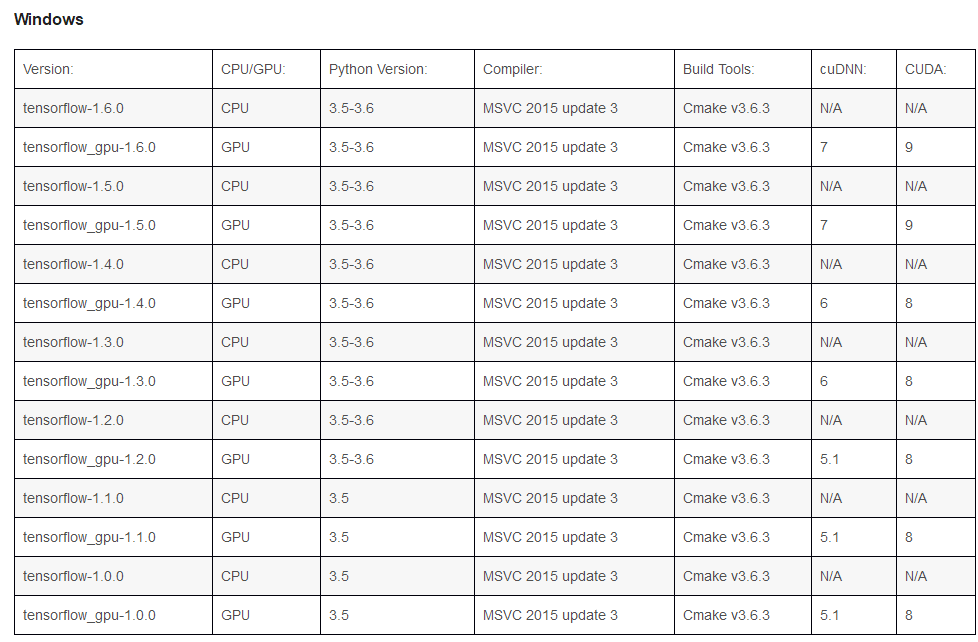 Windows
Version: CPU/GPU: Python Version: Compiler: Build Tools: cuDNN: CUDA:
tensorflow-1.6.0 CPU 3.5-3.6 MSVC 2015 update 3 Cmake v3.6.3 N/A N/A
tensorflow_gpu-1.6.0 GPU 3.5-3.6 MSVC 2015 update 3 Cmake v3.6.3 7 9
tensorflow-1.5.0 CPU 3.5-3.6 MSVC 2015 update 3 Cmake v3.6.3 N/A N/A
tensorflow_gpu-1.5.0 GPU 3.5-3.6 MSVC 2015 update 3 Cmake v3.6.3 7 9
tensorflow-1.4.0 CPU 3.5-3.6 MSVC 2015 update 3 Cmake v3.6.3 N/A N/A
tensorflow_gpu-1.4.0 GPU 3.5-3.6 MSVC 2015 update 3 Cmake v3.6.3 6 8
tensorflow-1.3.0 CPU 3.5-3.6 MSVC 2015 update 3 Cmake v3.6.3 N/A N/A
tensorflow_gpu-1.3.0 GPU 3.5-3.6 MSVC 2015 update 3 Cmake v3.6.3 6 8
tensorflow-1.2.0 CPU 3.5-3.6 MSVC 2015 update 3 Cmake v3.6.3 N/A N/A
tensorflow_gpu-1.2.0 GPU 3.5-3.6 MSVC 2015 update 3 Cmake v3.6.3 5.1 8
tensorflow-1.1.0 CPU 3.5 MSVC 2015 update 3 Cmake v3.6.3 N/A N/A
tensorflow_gpu-1.1.0 GPU 3.5 MSVC 2015 update 3 Cmake v3.6.3 5.1 8
tensorflow-1.0.0 CPU 3.5 MSVC 2015 update 3 Cmake v3.6.3 N/A N/A
tensorflow_gpu-1.0.0 GPU 3.5 MSVC 2015 update 3 Cmake v3.6.3 5.1 8